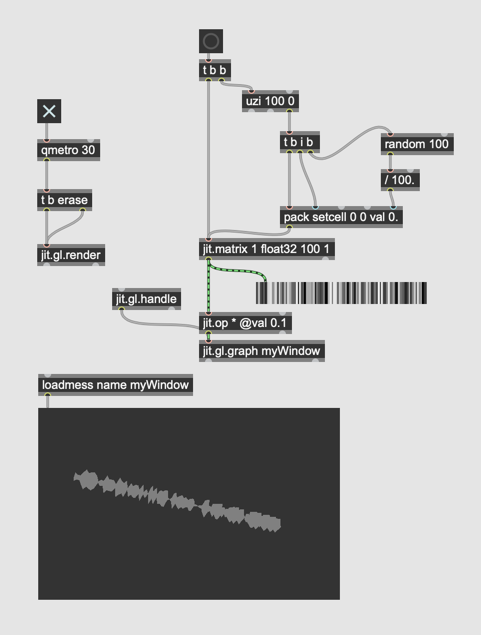 t b b
uzi 100 0
qmetro 30
t b i b
random 100
/ 100.
t b erase
pack setcell 0 0 val 0.
jit.gl.render
jit.matrix 1 float32 100 1
jit.gl.handle
jit.op * @val 0.1
jit.gl.graph myWindow
loadmess name myWindow